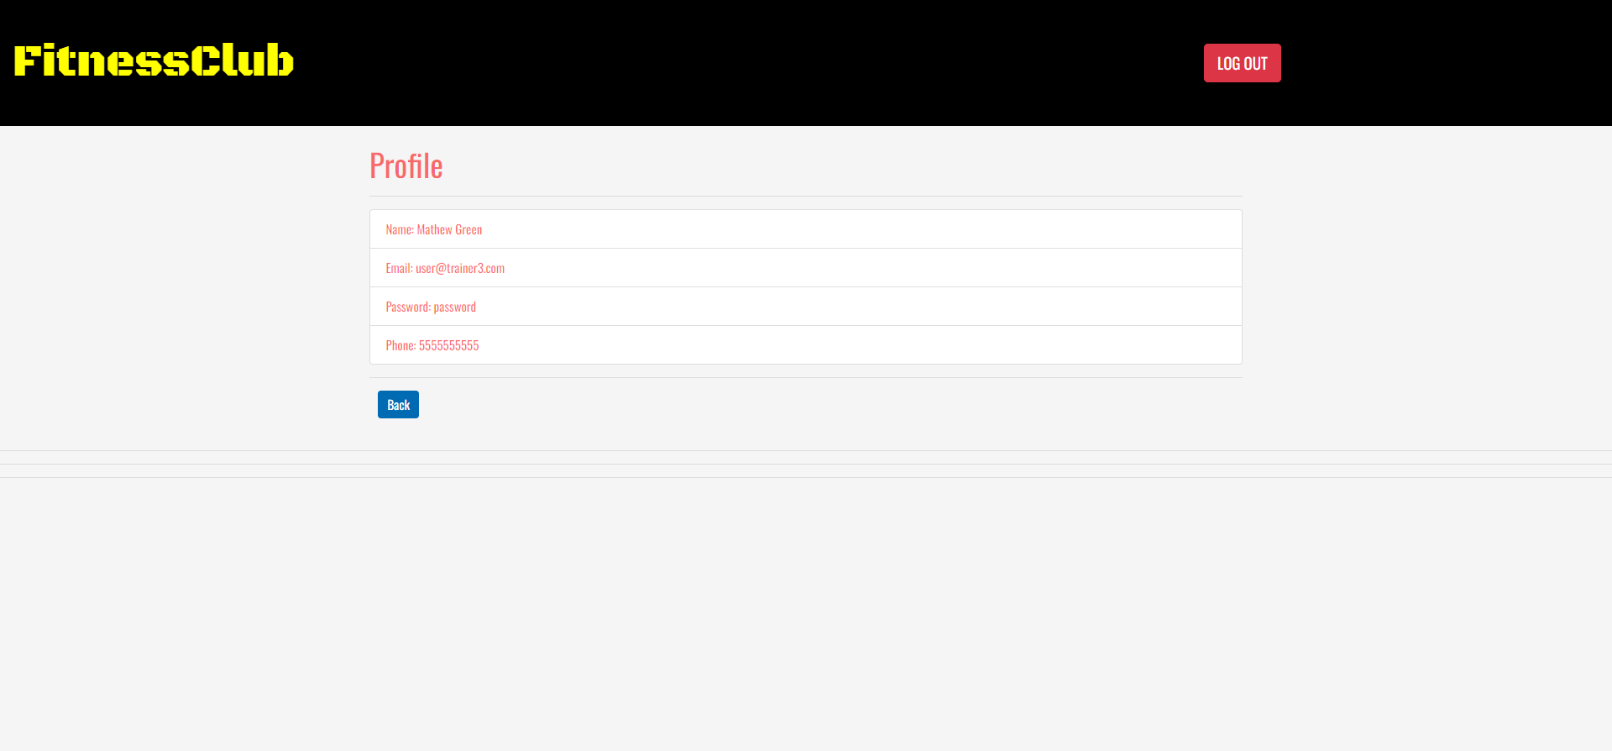 FitnessClub
LOG OUT
Profile
Name: Mathew Green
Email: user@trainer3.com
Password: password
Phone: 5555555555
Back